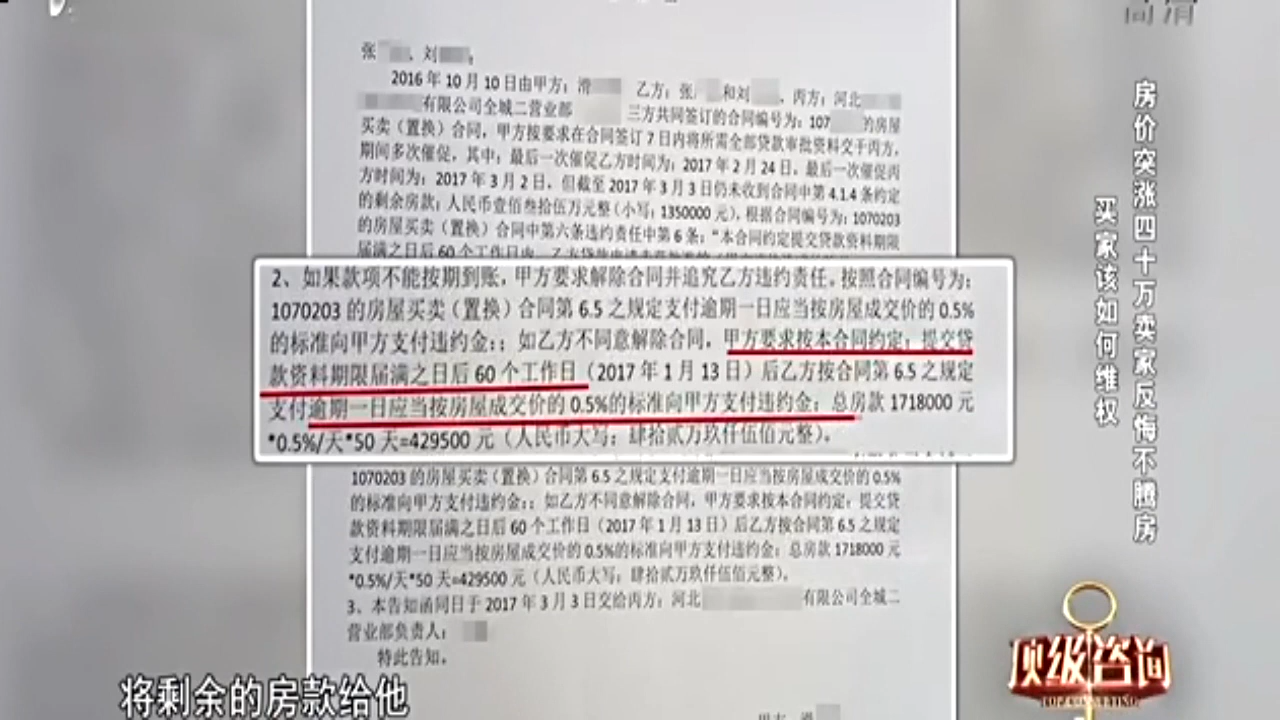 张 、刘 ：
2016年10月10日由甲方：滑 乙方：张 和刘 、丙方：河北
有限公司全城二营业部 三方共同签订的合同编号为：107 的房屋
买卖（置换）合同，甲方按要求在合同签订7日内将所需全部贷款审批资料交于丙方，
期间多次催促，其中：最后一次催促乙方时间为：2017年2月24日，最后一次催促丙
方时间为：2017年3月2日，但截至2017年3月3日仍未收到合同中第4.1.4条约定
的剩余房款：人民币壹佰叁拾伍万元整（小写：1350000元），根据合同编号为：1070203
的房屋买卖（置换）合同中第六条违约责任中第6条：“本合同约定提交贷款资料期限
届满之日后60个工作日内，乙方贷款申请
2、如果款项不能按期到账，甲方要求解除合同并追究乙方违约责任。按照合同编号为：
1070203的房屋买卖（置换）合同第6.5之规定支付逾期一日应当按房屋成交价的0.5%
的标准向甲方支付违约金；；如乙方不同意解除合同，甲方要求按本合同约定：提交贷
款资料期限届满之日后60个工作日（2017年1月13日）后乙方按合同第6.5之规定
支付逾期一日应当按房屋成交价的0.5%的标准向甲方支付违约金：总房款1718000元
*0.5%/天*50天=429500元（人民币大写：肆拾贰万玖仟伍佰元整）。
1070203的房屋买卖（置换）合同第6.5之规定支付逾期一日应当按房屋成交价的0.5%
的标准向甲方支付违约金；；如乙方不同意解除合同，甲方要求按本合同约定：提交贷
款资料期限届满之日后60个工作日（2017年1月13日）后乙方按合同第6.5之规定
支付逾期一日应当按房屋成交价的0.5%的标准向甲方支付违约金：总房款1718000元
*0.5%/天*50天=429500元（人民币大写：肆拾贰万玖仟伍佰元整）。
3、本告知函同日于2017年3月3日交给丙方：河北 有限公司全城二
营业部负责人：
特此告知。
高清
房价突涨四十万卖家反悔不腾房
买家该如何维权
顶级咨询
将剩余的房款给他